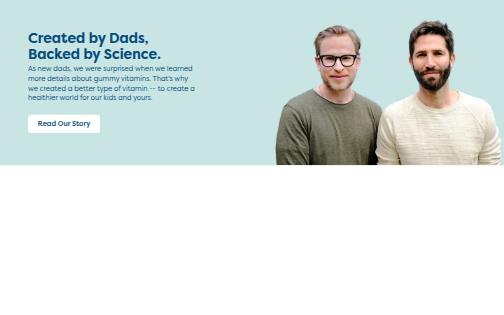 Created by Dads,
Backed by Science.
As new dads, we were surprised when we learned
more details about gummy vitamins. That's why
we created a better type of vitamin -- to create a
healthier world for our kids and yours.
Read Our Story